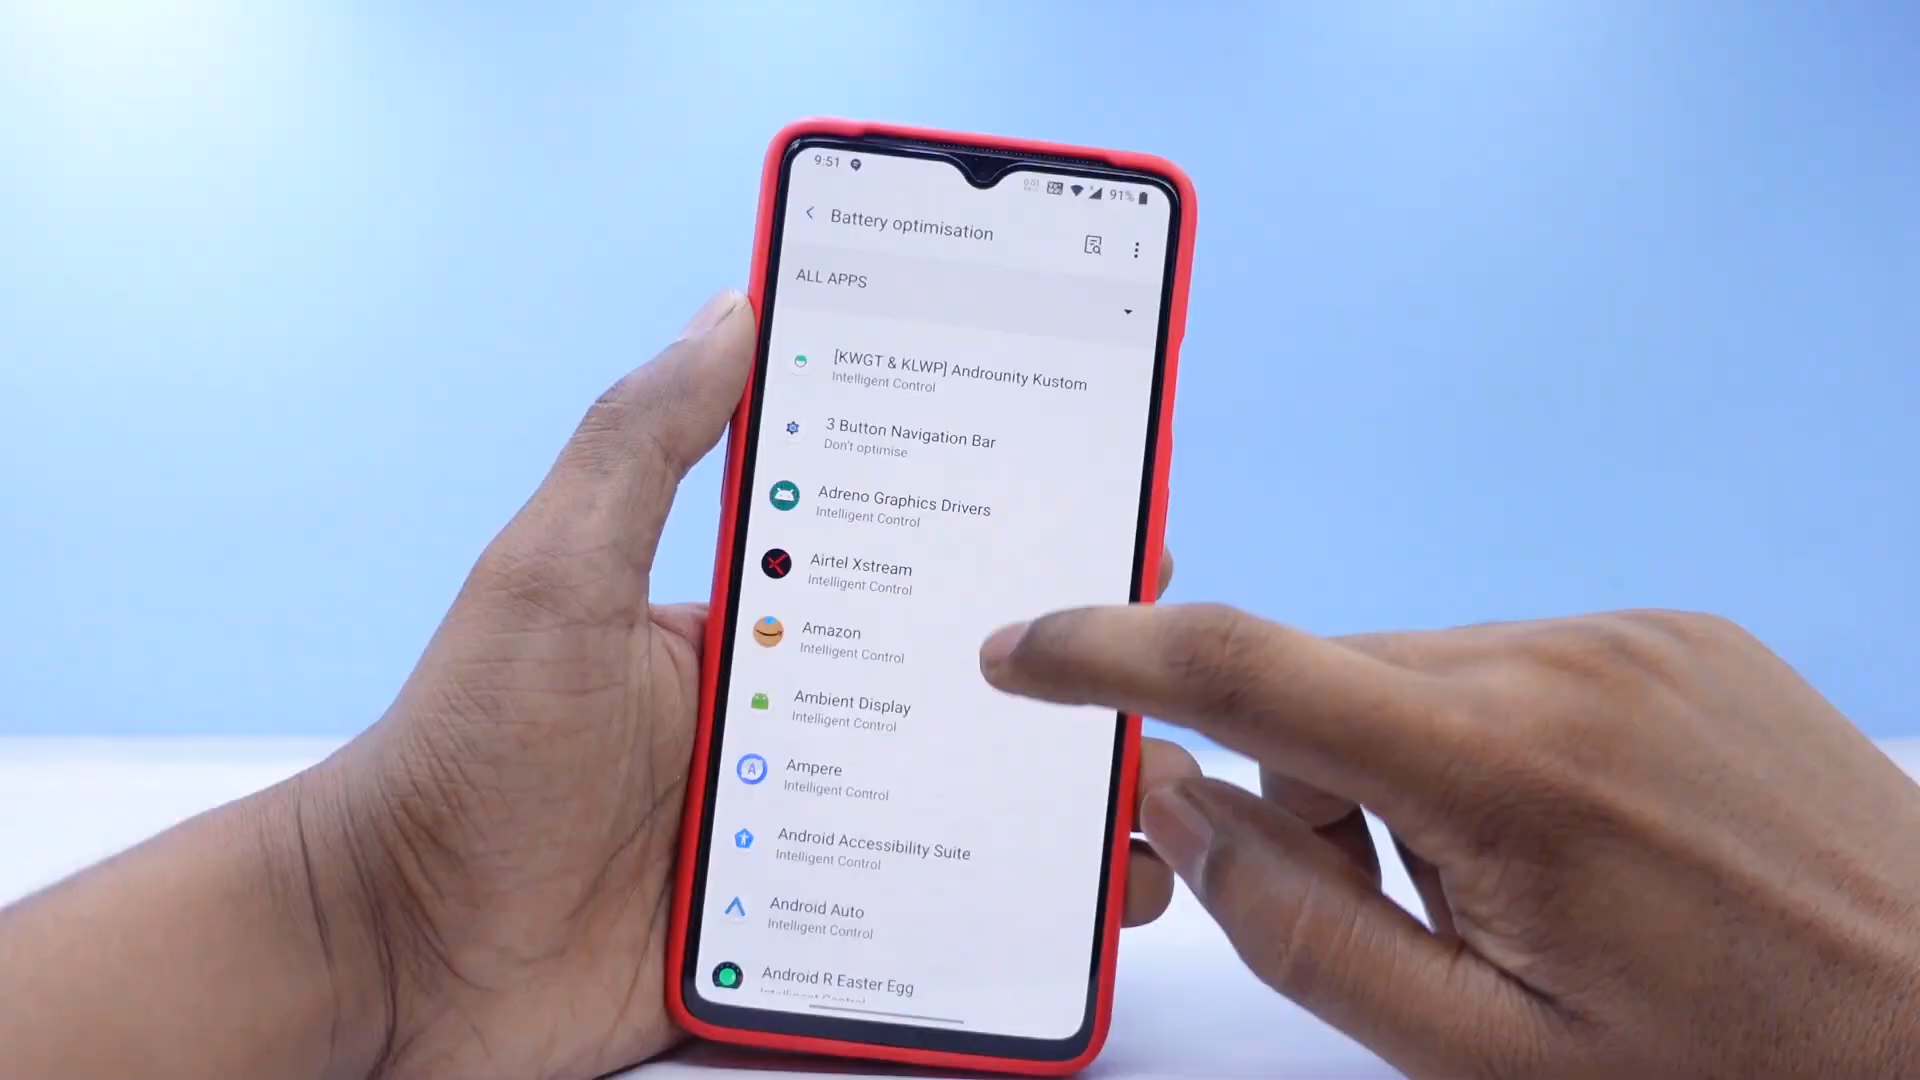 9:51
91%
Battery optimisation
ALL APPS
[KWGT & KLWP] Androunity Kustom
Intelligent Control
3 Button Navigation Bar
Don't optimise
Adreno Graphics Drivers
Intelligent Control
Airtel Xstream
Intelligent Control
Amazon
Intelligent Control
Ambient Display
Intelligent Control
Ampere
Intelligent Control
Android Accessibility Suite
Intelligent Control
Android Auto
Intelligent Control
Android R Easter Egg